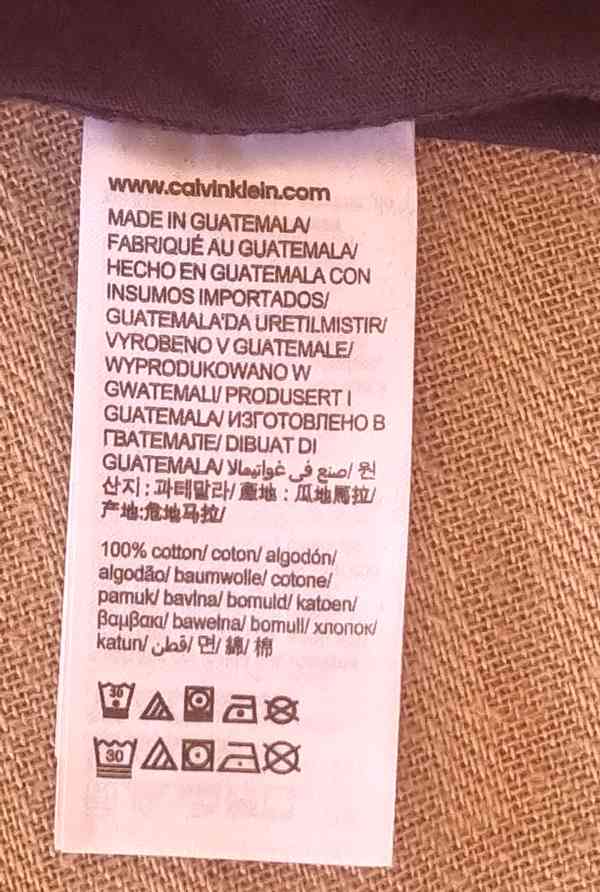 www.calvinklein.com
MADE IN GUATEMALA/
FABRIQUÉ AU GUATEMALA/
HECHO EN GUATEMALA CON
INSUMOS IMPORTADOS/
GUATEMALA'DA URETILMISTIR/
VYROBENO V GUATEMALE/
WYPRODUKOWANO W
GWATEMALI/ PRODUSERT I
GUATEMALA/ ИЗГОТОВЛЕНО В
ГВАТЕМАЛЕ/ DIBUAT DI
GUATEMALA/ صنع في غواتيمالا/ 원
산지 : 과테말라/ 產地 : 瓜地馬拉/
产地:危地马拉/
100% cotton/ coton/ algodón/
algodão/ baumwolle/ cotone/
pamuk/ bavlna/ bomuld/ katoen/
βαμβακι/ bawełna/ bomull/ хлопок/
katun/ قطن/ 면/ 綿/ 棉
30
30